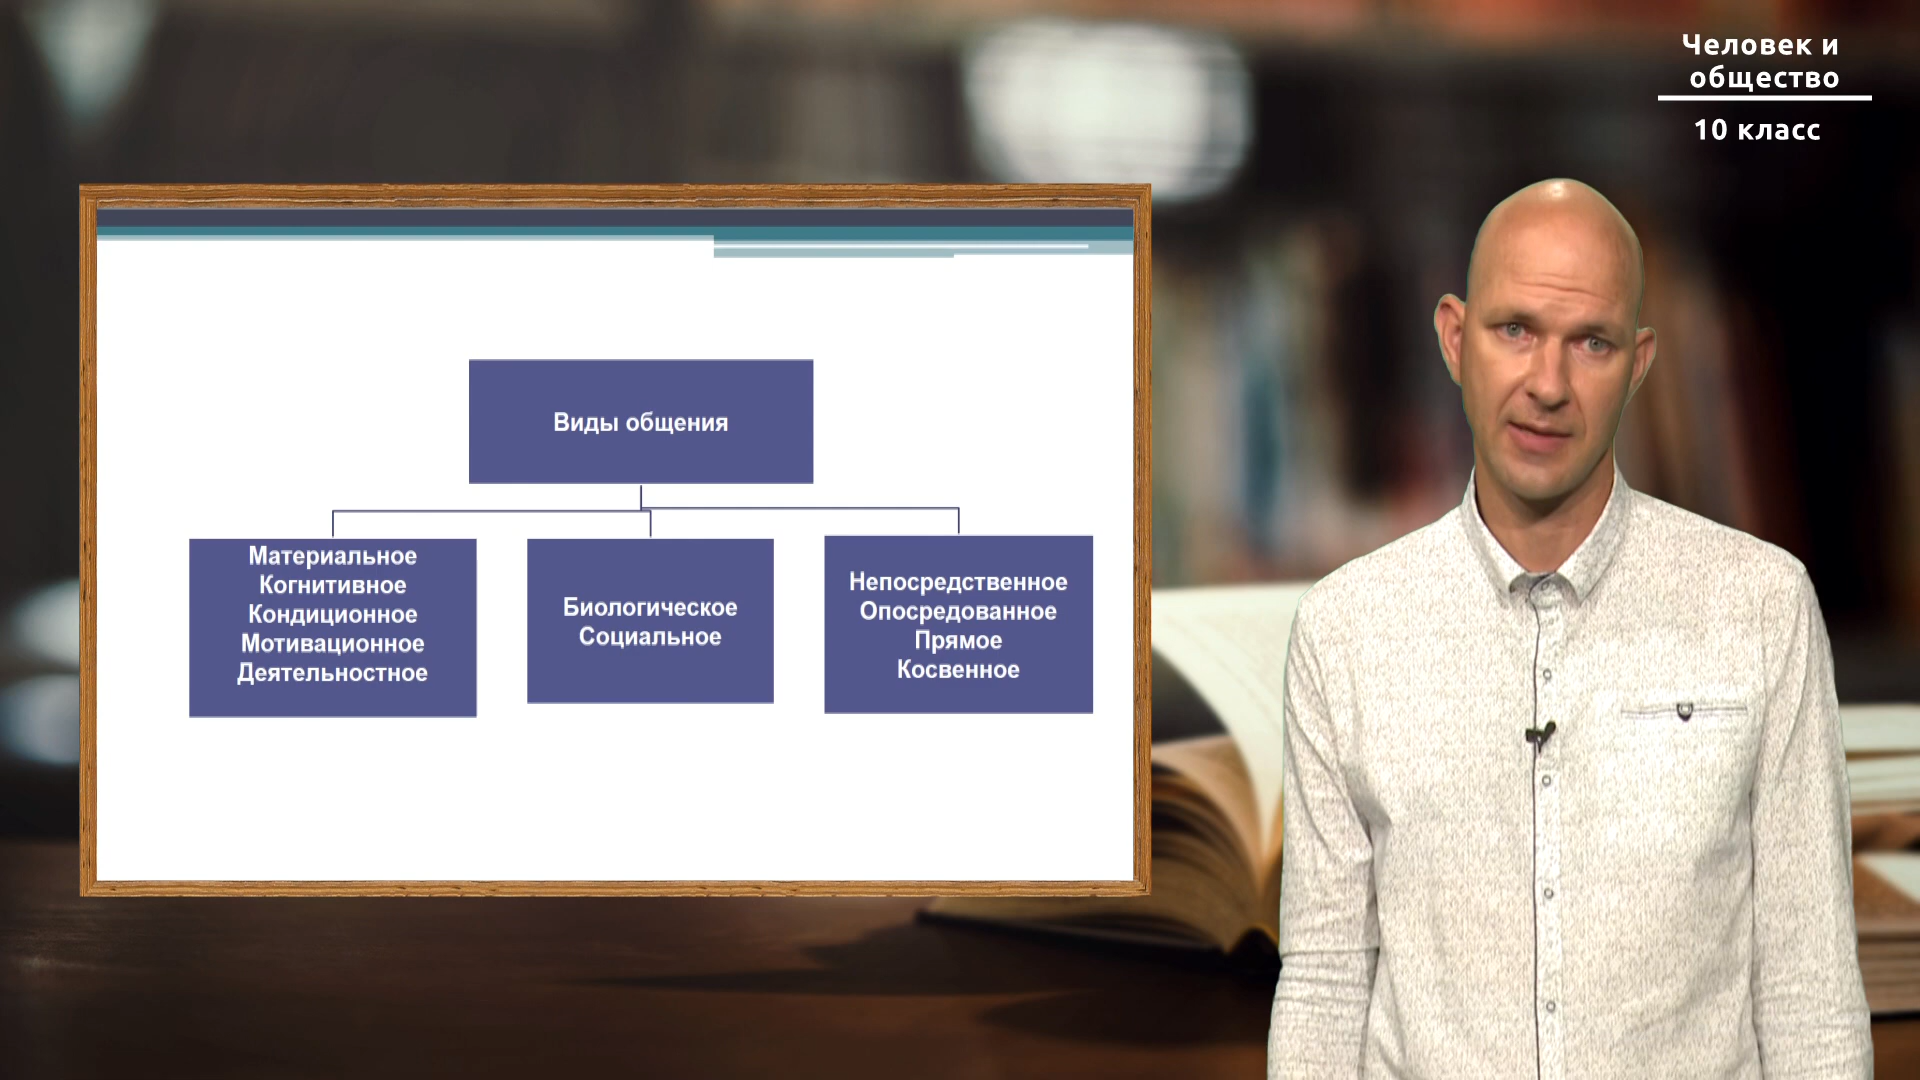 Человек и
общество
10 класс
Виды общения
Материальное
Когнитивное
Кондиционное
Мотивационное
Деятельностное
Биологическое
Социальное
Непосредственное
Опосредованное
Прямое
Косвенное